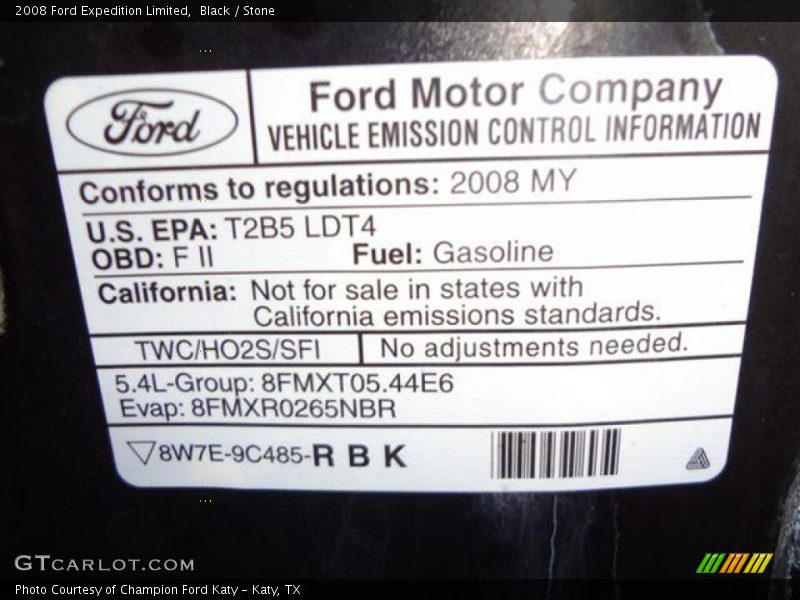 2008 Ford Expedition Limited,  Black / Stone
Ford
Ford Motor Company
VEHICLE EMISSION CONTROL INFORMATION
Conforms to regulations: 2008 MY
U.S. EPA: T2B5 LDT4
OBD: F II Fuel: Gasoline
California: Not for sale in states with
California emissions standards.
TWC/HO2S/SFI No adjustments needed.
5.4L-Group: 8FMXT05.44E6
Evap: 8FMXR0265NBR
8W7E-9C485-R B K
GTCARLOT.COM
Photo Courtesy of Champion Ford Katy - Katy, TX